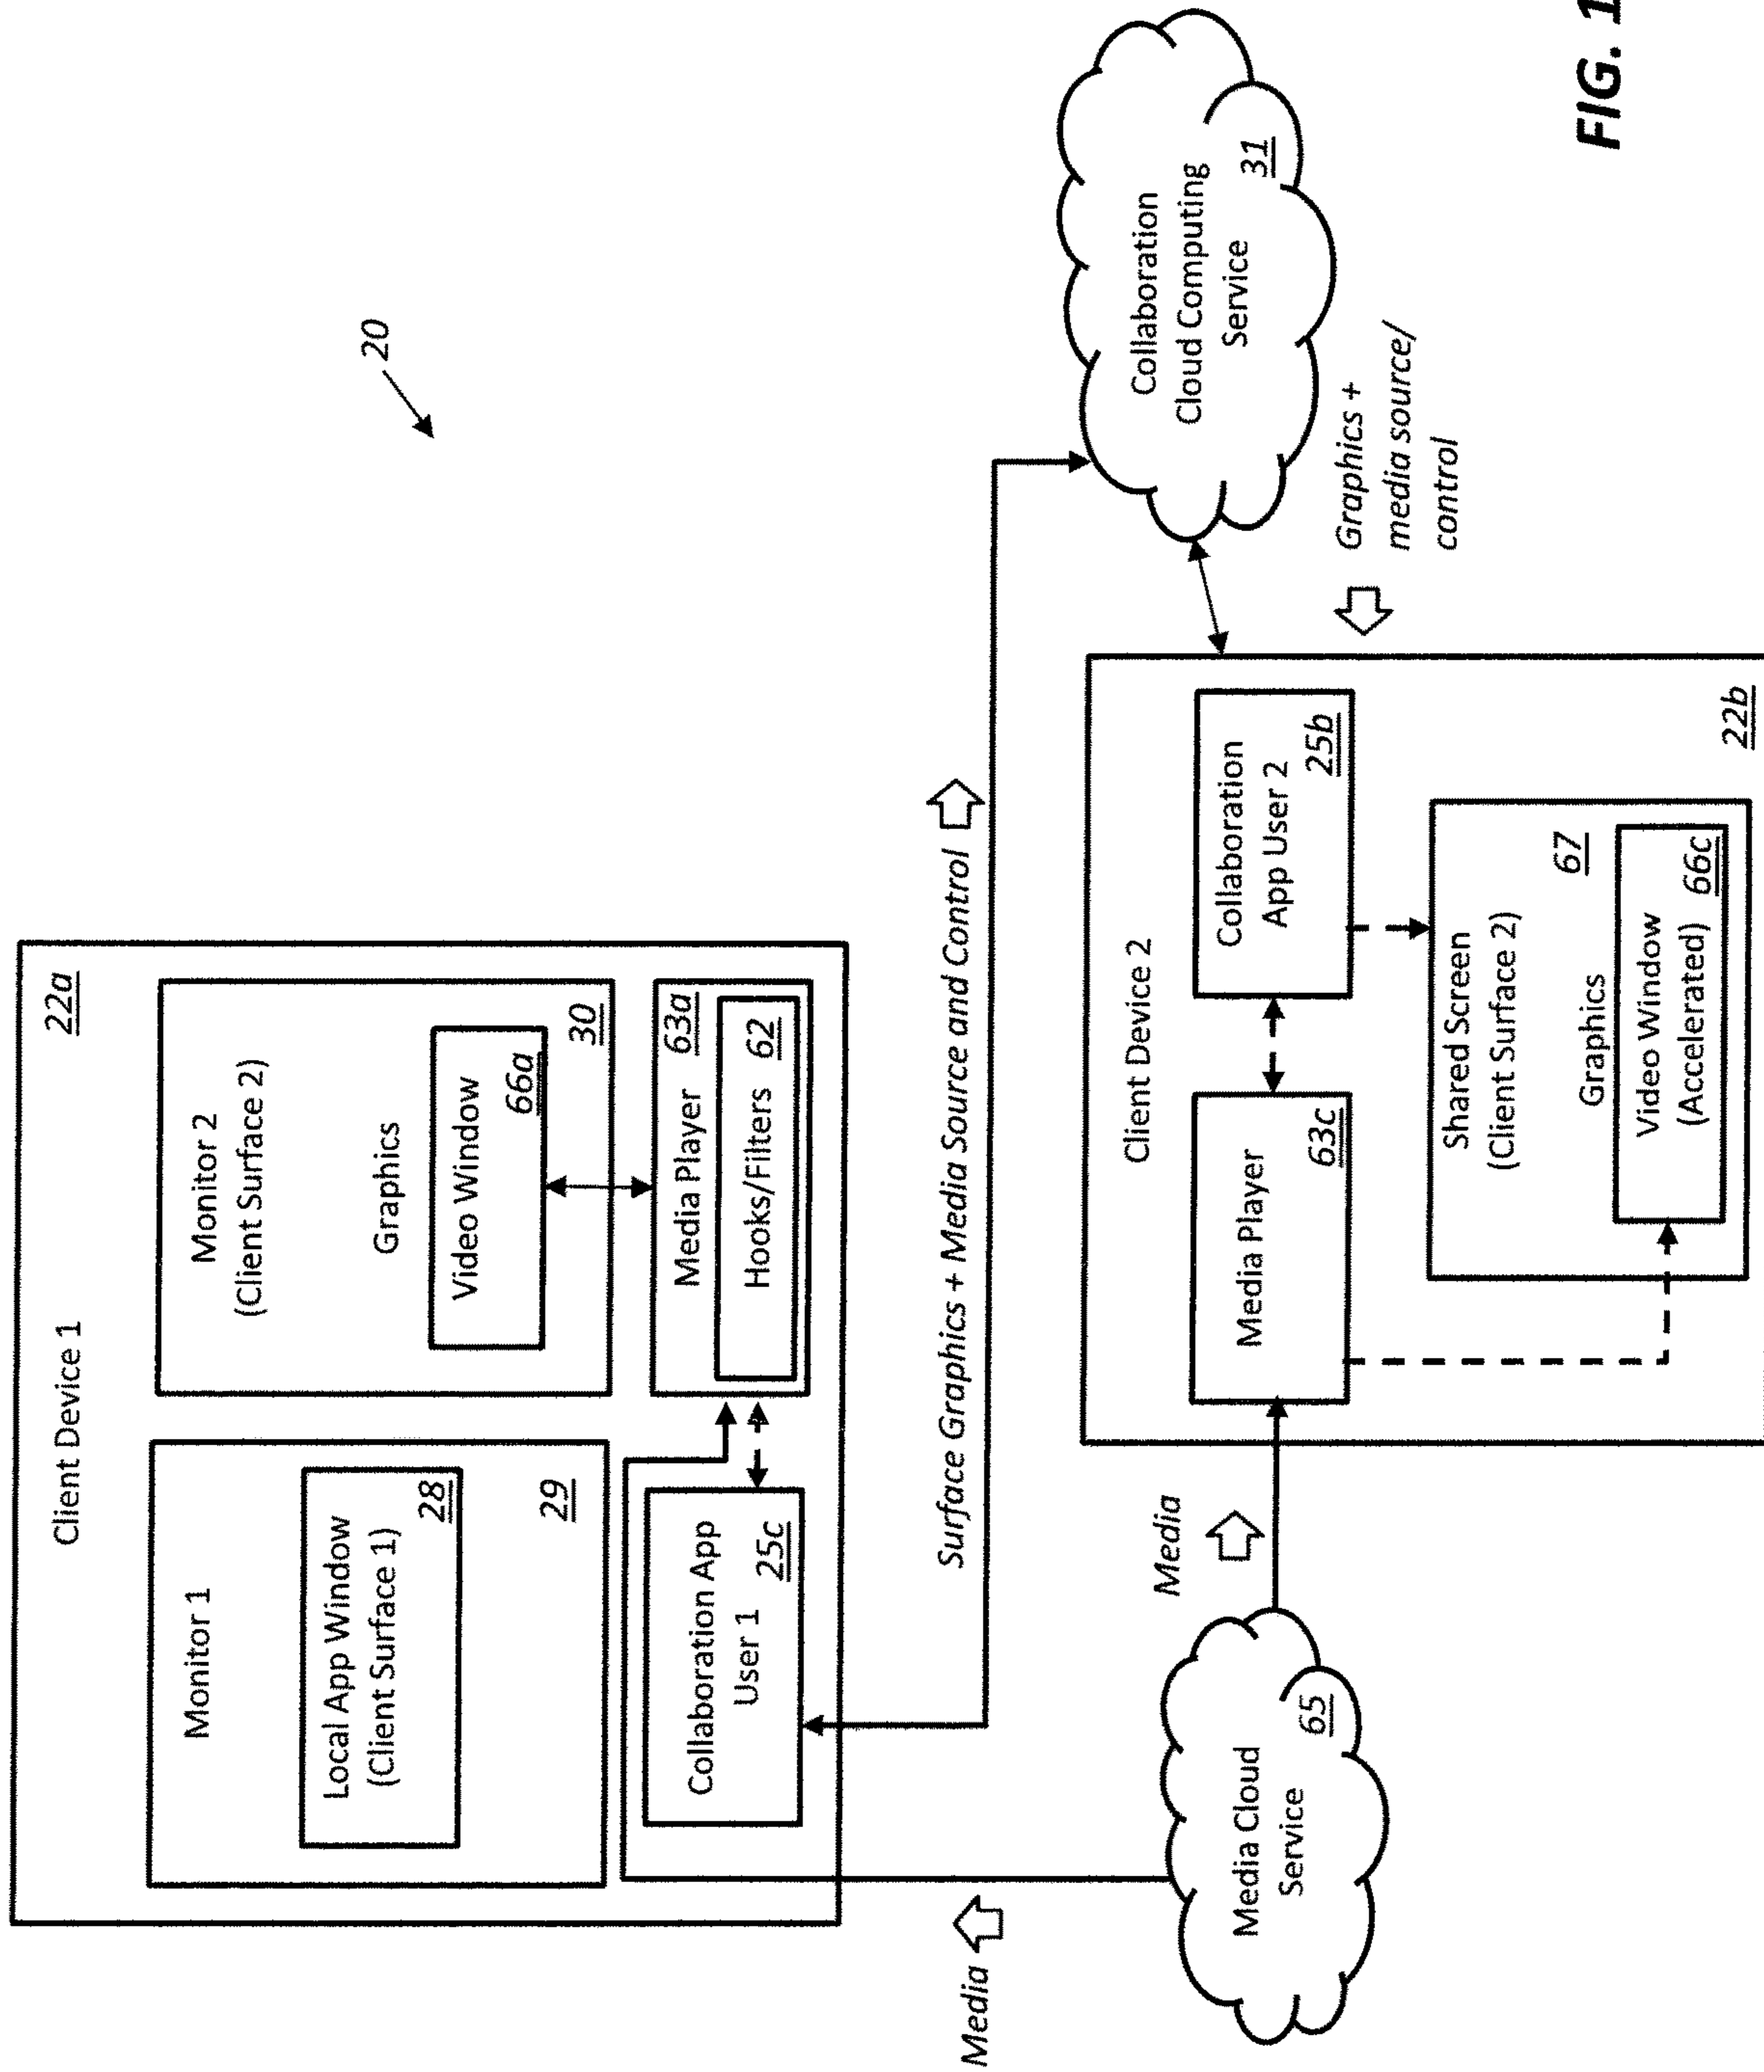 20
Client Device 1
22a
Monitor 1
Local App Window
(Client Surface 1)
28
29
Monitor 2
(Client Surface 2)
Graphics
Video Window
66a
30
Collaboration App
User 1
25c
Media Player
63a
Hooks/Filters
62
Media
Surface Graphics + Media Source and Control
Collaboration
Cloud Computing
Service
31
Media Cloud
Service
65
Media
Client Device 2
Media Player
63c
Collaboration
App User 2
25b
Shared Screen
(Client Surface 2)
67
Graphics
Video Window
(Accelerated)
66c
22b
Graphics +
media source/
control
FIG. 1